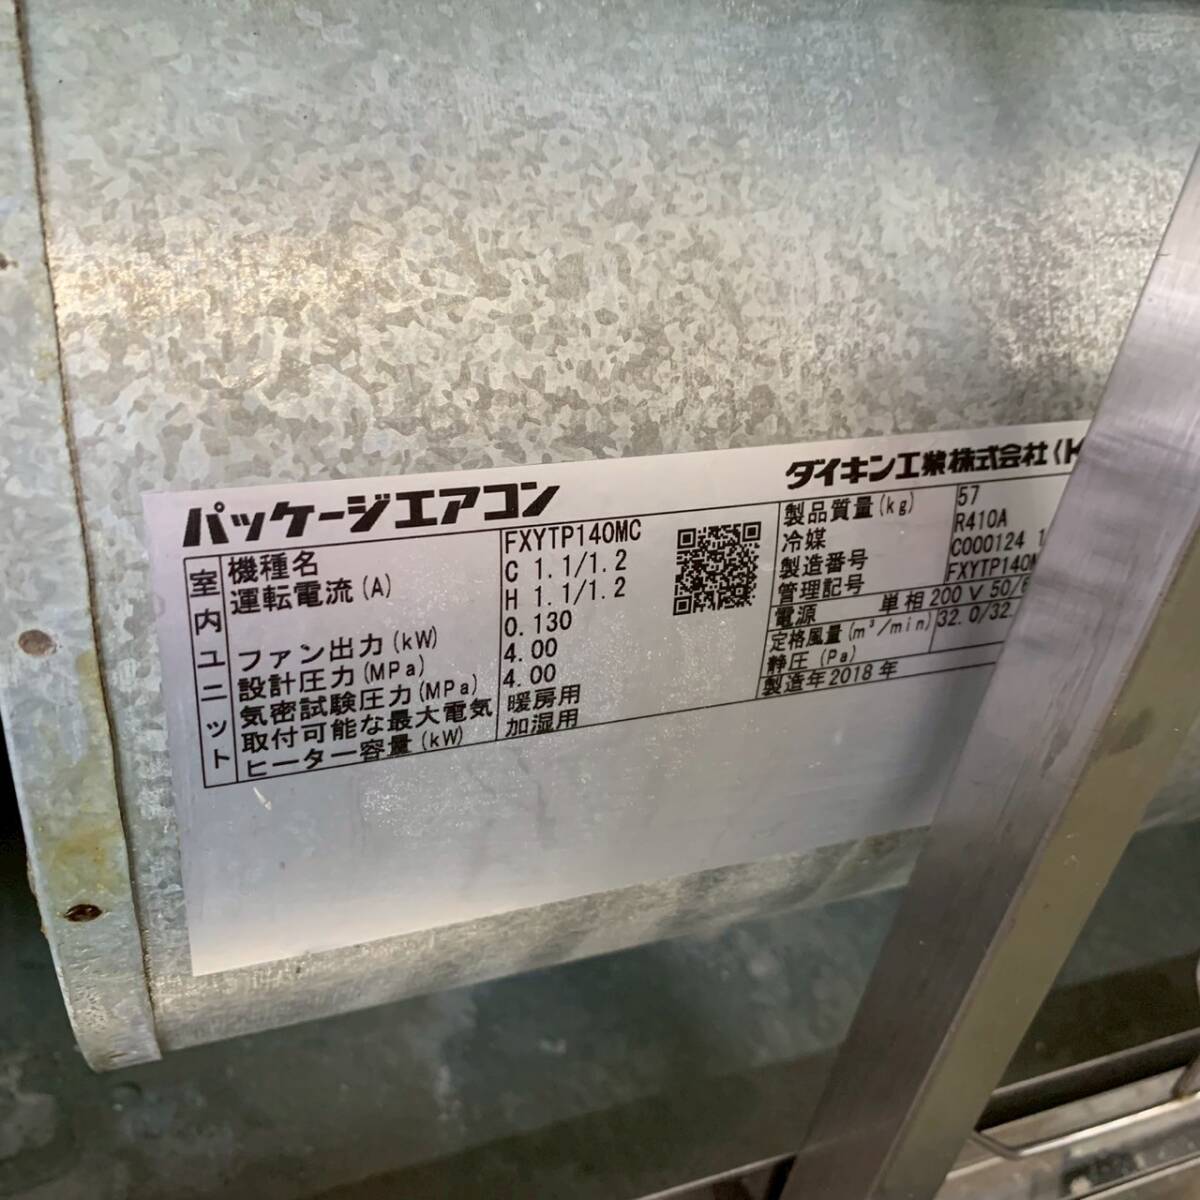 パッケージエアコン
ダイキン工業株式会社
室内ユニット
機種名 FXYTP140MC
運転電流(A) C 1.1/1.2
H 1.1/1.2
ファン出力(kW) 0.130
設計圧力(MPa) 4.00
気密試験圧力(MPa) 4.00
取付可能な最大電気 暖房用
ヒーター容量(kW) 加湿用
製品質量(kg) 57
冷媒 R410A
製造番号 C000124
管理記号 FXYTP140M
電源 単相200V 50/6
定格風量(m³/min) 32.0/32.
静圧(Pa)
製造年2018年